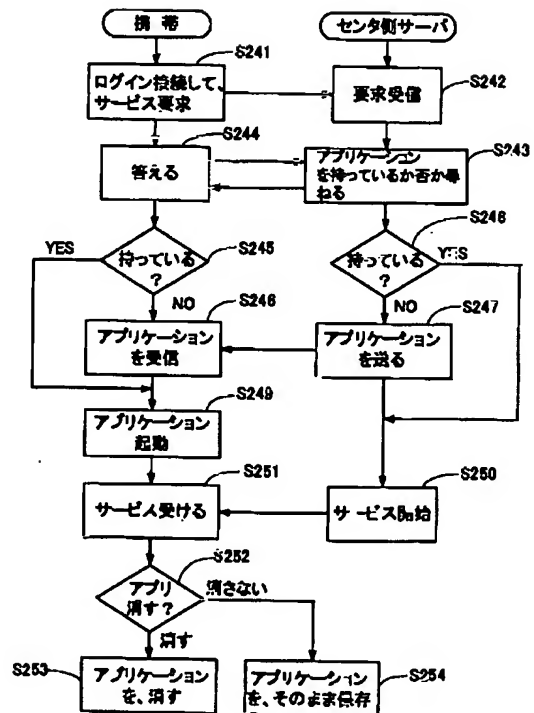 携帯
センタ側サーバ
S241
ログイン接続して、
サービス要求
S242
要求受信
S244
答える
S243
アプリケーション
を持っているか否か尋
ねる
YES
持っている
?
S245
NO
S246
持っている
?
YES
NO
S246
アプリケーション
を受信
S247
アプリケーション
を送る
S249
アプリケーション
起動
S251
サービス受ける
S250
サービス開始
S252
アプリ
消す?
消さない
消す
S253
アプリケーション
を、消す
S254
アプリケーション
を、そのまま保存